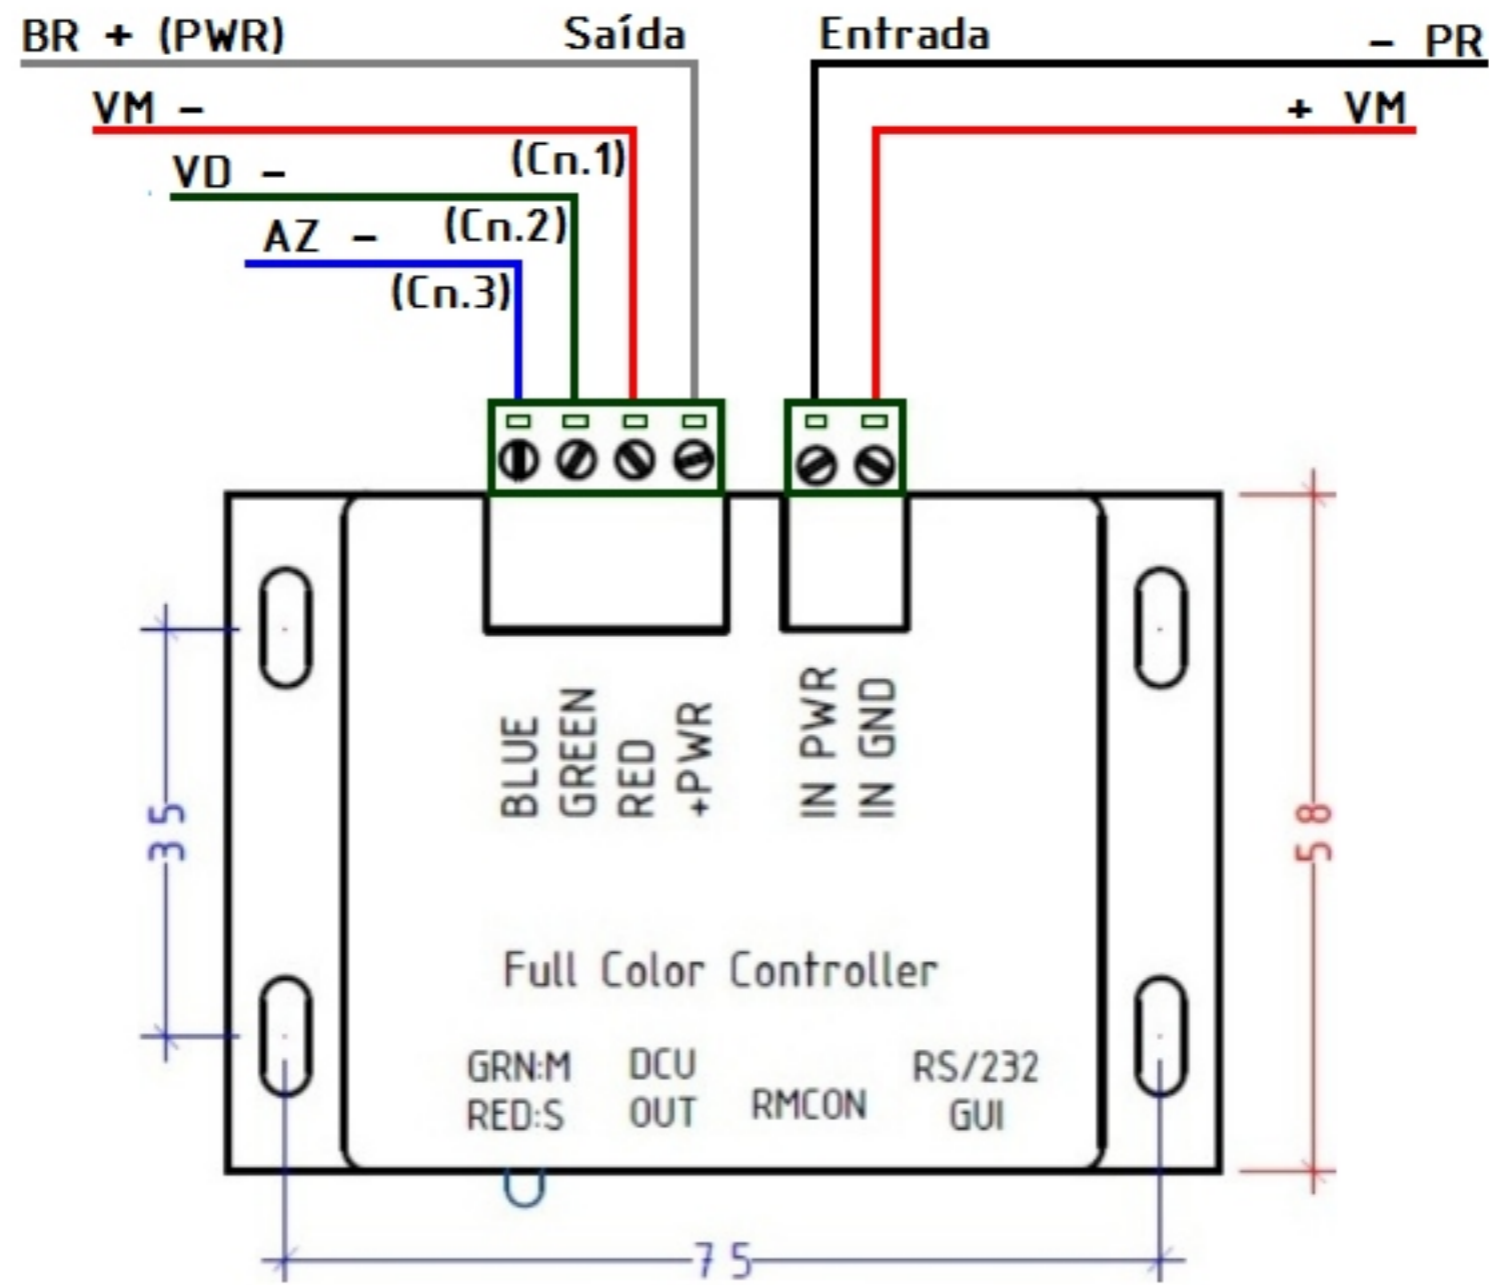 BR + (PWR)
Saída
Entrada
- PR
VM -
+ VM
(Cn.1)
VD -
(Cn.2)
AZ -
(Cn.3)
BLUE
GREEN
RED
+PWR
IN PWR
IN GND
35
58
Full Color Controller
GRN:M
RED:S
DCU
OUT
RMCON
RS/232
GUI
75